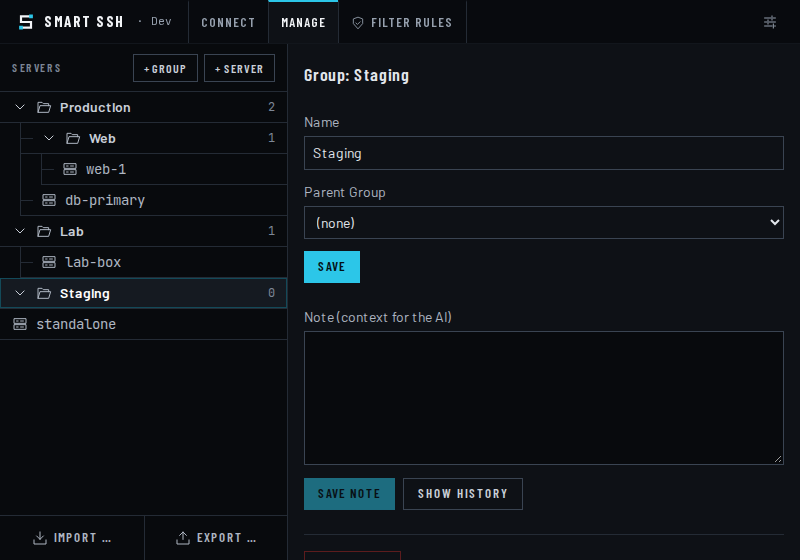 SMART SSH · Dev
CONNECT
MANAGE
FILTER RULES
SERVERS
+ GROUP
+ SERVER
Production 2
Web 1
web-1
db-primary
Lab 1
lab-box
Staging 0
standalone
IMPORT …
EXPORT …
Group: Staging
Name
Staging
Parent Group
(none)
SAVE
Note (context for the AI)
SAVE NOTE
SHOW HISTORY